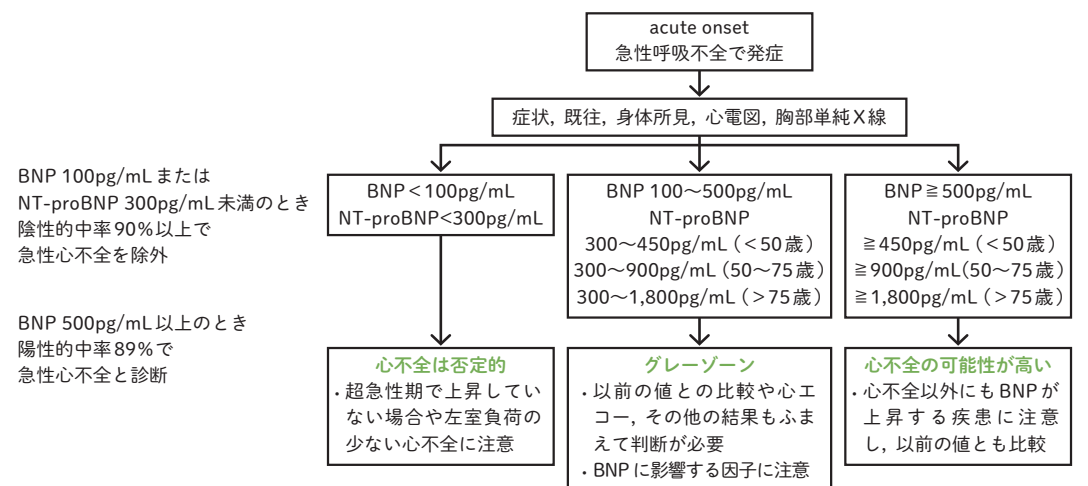 acute onset
急性呼吸不全で発症
症状, 既往, 身体所見, 心電図, 胸部単純X線
BNP 100pg/mLまたは
NT-proBNP 300pg/mL未満のとき
陰性的中率90%以上で
急性心不全を除外
BNP 500pg/mL以上のとき
陽性的中率89%で
急性心不全と診断
BNP<100pg/mL
NT-proBNP<300pg/mL
BNP 100〜500pg/mL
NT-proBNP
300〜450pg/mL(<50歳)
300〜900pg/mL(50〜75歳)
300〜1,800pg/mL(>75歳)
BNP≧500pg/mL
NT-proBNP
≧450pg/mL(<50歳)
≧900pg/mL(50〜75歳)
≧1,800pg/mL(>75歳)
心不全は否定的
・超急性期で上昇してい
ない場合や左室負荷の
少ない心不全に注意
グレーゾーン
・以前の値との比較や心エ
コー, その他の結果もふま
えて判断が必要
・BNPに影響する因子に注意
心不全の可能性が高い
・心不全以外にもBNPが
上昇する疾患に注意
し, 以前の値とも比較